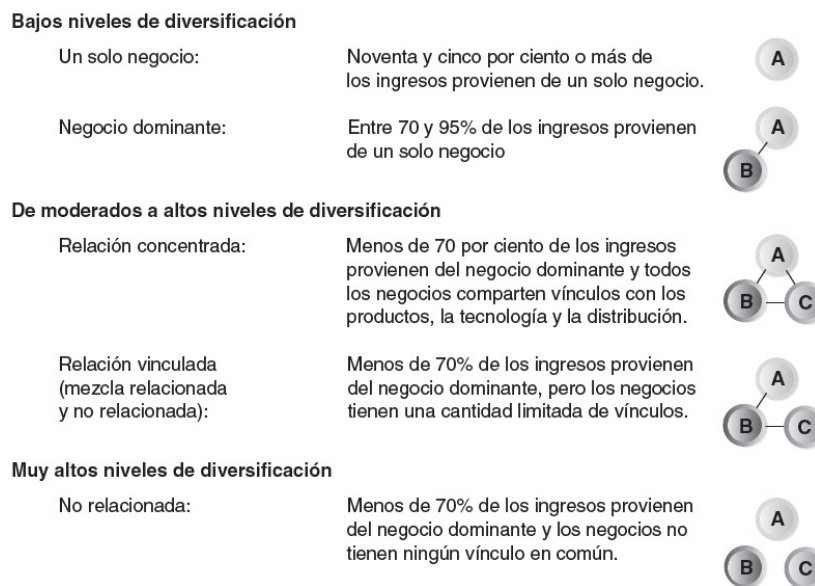 Bajos niveles de diversificación
Un solo negocio:
Noventa y cinco por ciento o más de
los ingresos provienen de un solo negocio.
A
Negocio dominante:
Entre 70 y 95% de los ingresos provienen
de un solo negocio
A
B
De moderados a altos niveles de diversificación
Relación concentrada:
Menos de 70 por ciento de los ingresos
provienen del negocio dominante y todos
los negocios comparten vínculos con los
productos, la tecnología y la distribución.
A
B
C
Relación vinculada
(mezcla relacionada
y no relacionada):
Menos de 70% de los ingresos provienen
del negocio dominante, pero los negocios
tienen una cantidad limitada de vínculos.
A
B
C
Muy altos niveles de diversificación
No relacionada:
Menos de 70% de los ingresos provienen
del negocio dominante y los negocios no
tienen ningún vínculo en común.
A
B
C